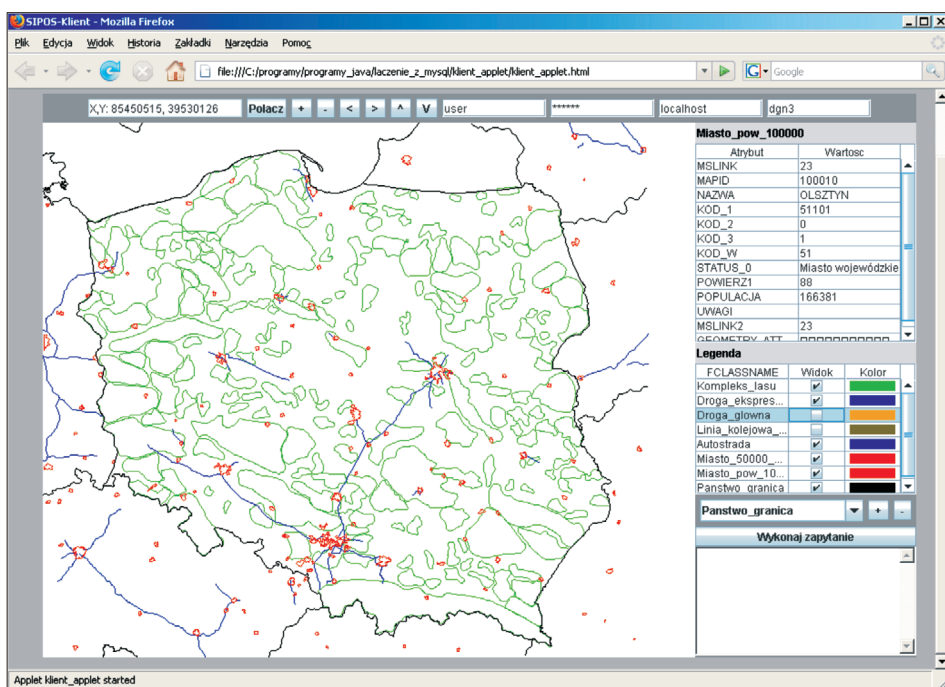 SIPOS-Klient - Mozilla Firefox
Plik Edycja Widok Historia Zakładki Narzędzia Pomoc
file:///C:/programy/programy_java/laczenie_z_mysql/klient_applet/klient_applet.html
G Google
X,Y: 85450515, 39530126 Polacz + - < > ^ V user ****** localhost dgn3
Miasto_pow_100000
Atrybut Wartosc
MSLINK 23
MAPID 100010
NAZWA OLSZTYN
KOD_1 51101
KOD_2 0
KOD_3 1
KOD_W 51
STATUS_0 Miasto wojewódzkie
POWIERZ1 88
POPULACJA 166381
UWAGI
MSLINK2 23
GEOMETRY_ATT
Legenda
FCLASSNAME Widok Kolor
Kompleks_lasu
Droga_ekspres...
Droga_glowna
Linia_kolejowa_...
Autostrada
Miasto_50000_...
Miasto_pow_10...
Panstwo_granica
Panstwo_granica + -
Wykonaj zapytanie
Applet klient_applet started